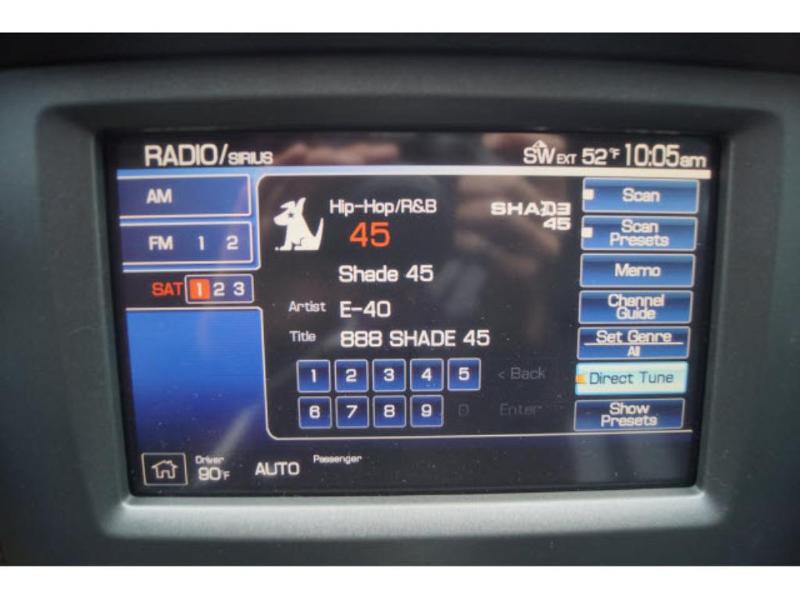 RADIO/SIRIUS
SW EXT 52°F 10:05am
AM
FM 1 2
SAT 1 2 3
Hip-Hop/R&B
45
SHADE
45
Shade 45
Artist E-40
Title 888 SHADE 45
1 2 3 4 5 < Back
6 7 8 9 0 Enter
Scan
Scan
Presets
Memo
Channel
Guide
Set Genre
All
Direct Tune
Show
Presets
Driver
90°F
AUTO
Passenger